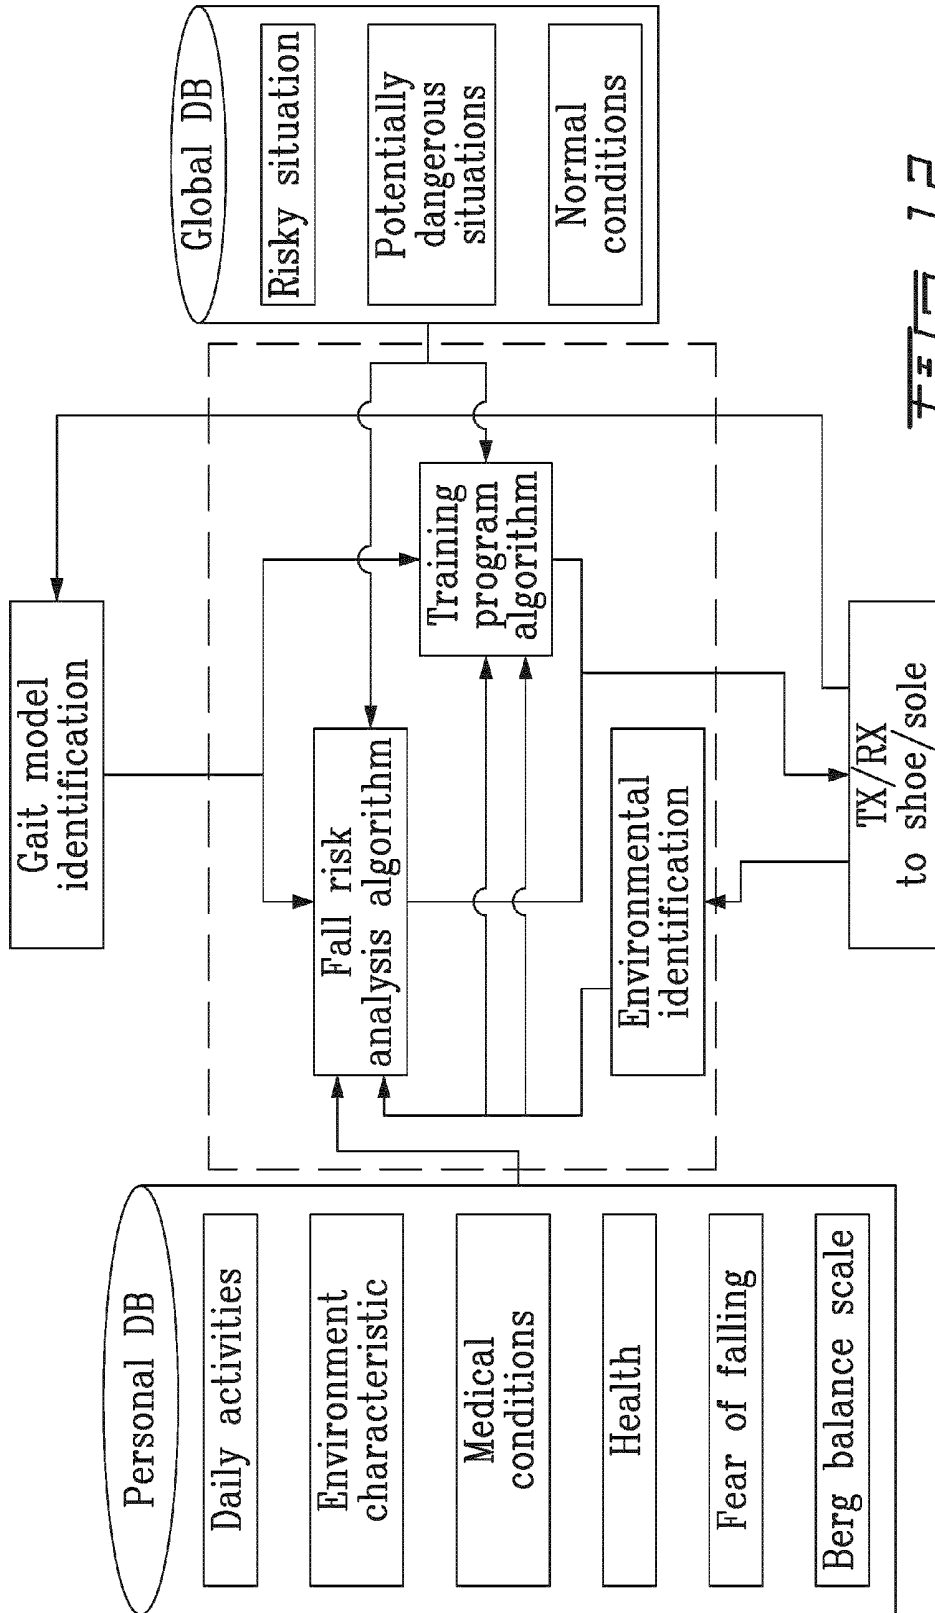 Personal DB
Daily activities
Environment
characteristic
Medical
conditions
Health
Fear of falling
Berg balance scale
Gait model
identification
Fall risk
analysis algorithm
Training
program
algorithm
Environmental
identification
TX/RX
to shoe/sole
Global DB
Risky situation
Potentially
dangerous
situations
Normal
conditions
FIG 12